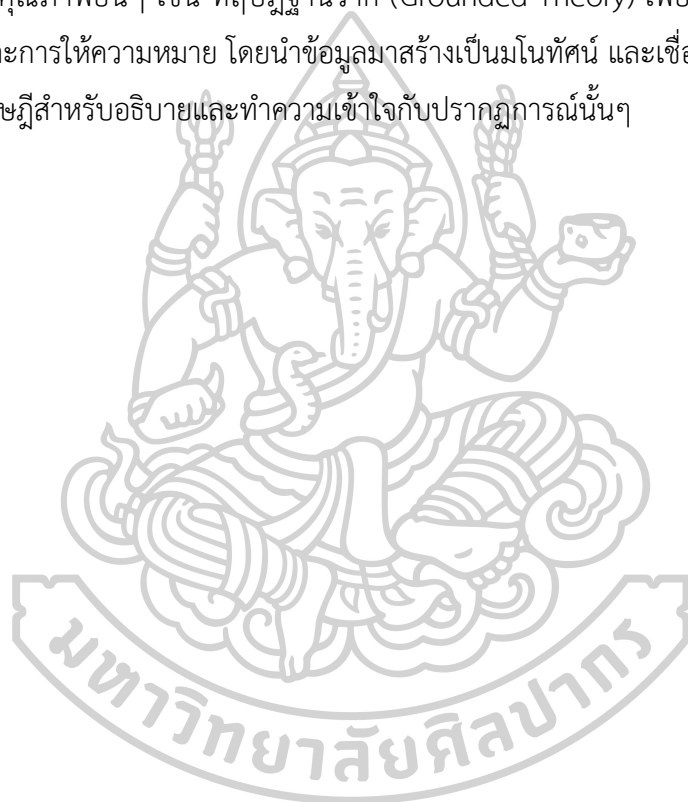 คุณภาพอื่นๆ เช่น ทฤษฎีฐานราก (Grounded Theory) เพื่อ
ะการให้ความหมาย โดยนำข้อมูลมาสร้างเป็นมโนทัศน์ และเชื่อ
ษฎีสำหรับอธิบายและทำความเข้าใจกับปรากฏการณ์นั้นๆ
มหาวิทยาลัยศิลปากร